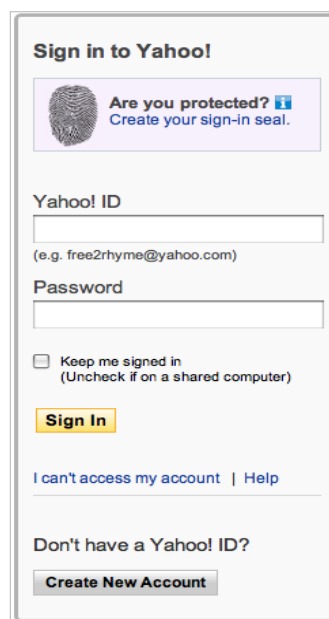 Sign in to Yahoo!
Are you protected?
Create your sign-in seal.
Yahoo! ID
(e.g. free2rhyme@yahoo.com)
Password
Keep me signed in
(Uncheck if on a shared computer)
Sign In
I can't access my account | Help
Don't have a Yahoo! ID?
Create New Account